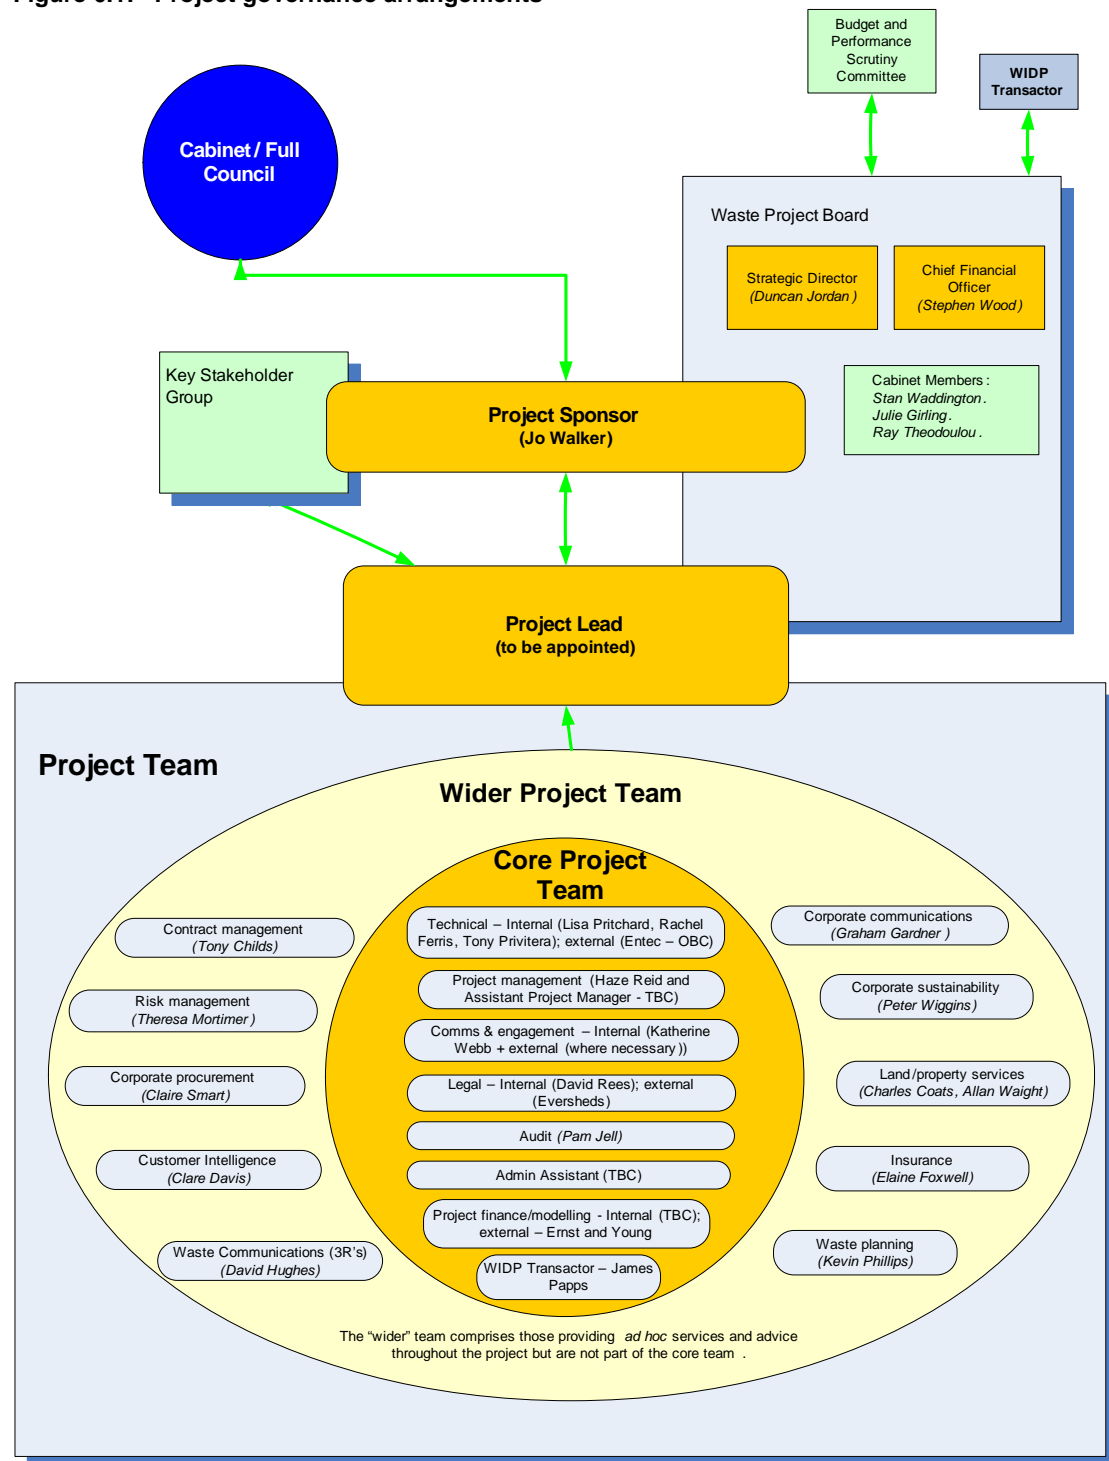 Budget and
Performance
Scrutiny
Committee
WIDP
Transactor
Cabinet / Full
Council
Waste Project Board
Strategic Director
(Duncan Jordan )
Chief Financial
Officer
(Stephen Wood )
Key Stakeholder
Group
Cabinet Members :
Stan Waddington .
Julie Girling .
Ray Theodoulou .
Project Sponsor
(Jo Walker)
Project Lead
(to be appointed)
Project Team
Wider Project Team
Core Project
Team
Contract management
(Tony Childs)
Risk management
(Theresa Mortimer )
Corporate procurement
(Claire Smart)
Customer Intelligence
(Clare Davis)
Waste Communications (3R's)
(David Hughes)
Technical – Internal (Lisa Pritchard, Rachel
Ferris, Tony Privitera); external (Entec – OBC)
Project management (Haze Reid and
Assistant Project Manager - TBC)
Comms & engagement – Internal (Katherine
Webb + external (where necessary))
Legal – Internal (David Rees); external
(Eversheds)
Audit (Pam Jell)
Admin Assistant (TBC)
Project finance/modelling - Internal (TBC);
external – Ernst and Young
WIDP Transactor – James
Papps
Corporate communications
(Graham Gardner )
Corporate sustainability
(Peter Wiggins)
Land/property services
(Charles Coats, Allan Waight)
Insurance
(Elaine Foxwell)
Waste planning
(Kevin Phillips)
The “wider” team comprises those providing ad hoc services and advice
throughout the project but are not part of the core team .